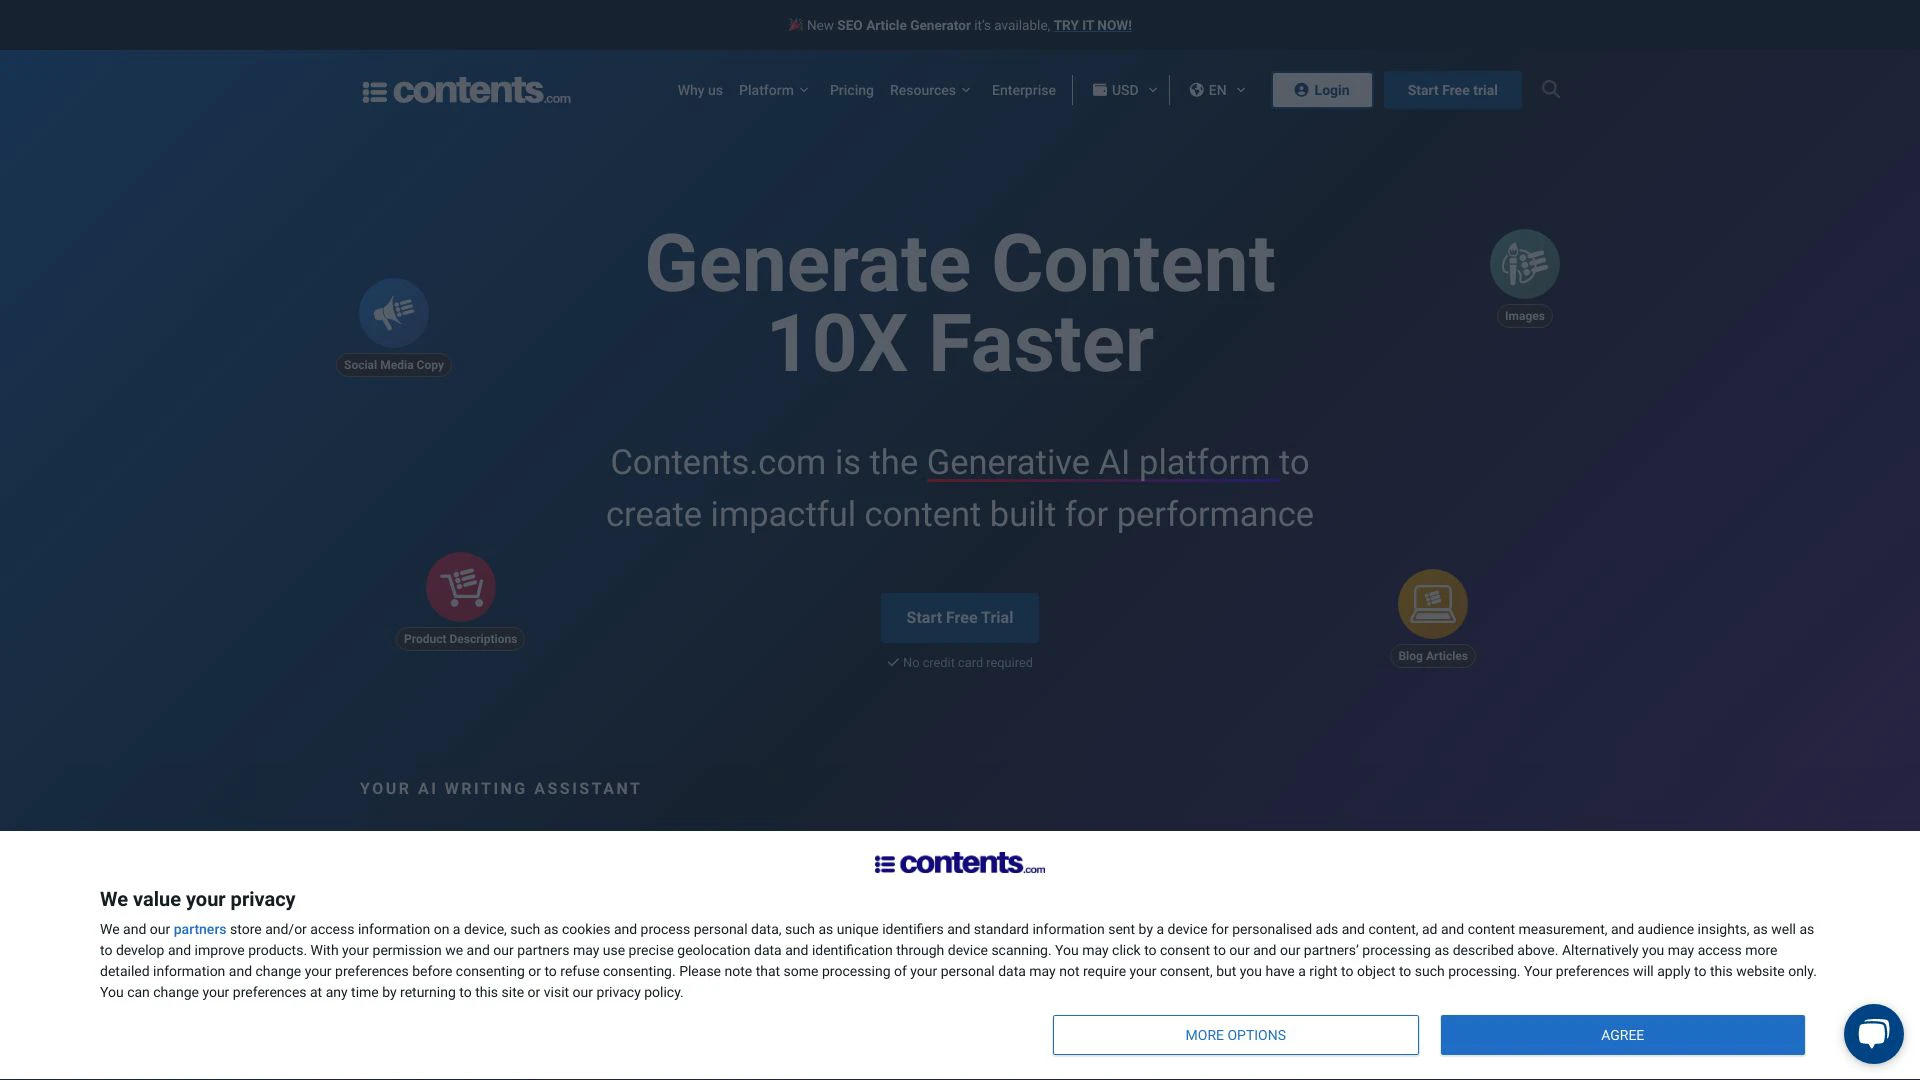 New SEO Article Generator it's available, TRY IT NOW!
contents.com
Why us
Platform
Pricing
Resources
Enterprise
USD
EN
Login
Start Free trial
Generate Content
10X Faster
Images
Social Media Copy
Contents.com is the Generative AI platform to
create impactful content built for performance
Product Descriptions
Start Free Trial
No credit card required
Blog Articles
YOUR AI WRITING ASSISTANT
contents.com
We value your privacy
We and our partners store and/or access information on a device, such as cookies and process personal data, such as unique identifiers and standard information sent by a device for personalised ads and content, ad and content measurement, and audience insights, as well as
to develop and improve products. With your permission we and our partners may use precise geolocation data and identification through device scanning. You may click to consent to our and our partners’ processing as described above. Alternatively you may access more
detailed information and change your preferences before consenting or to refuse consenting. Please note that some processing of your personal data may not require your consent, but you have a right to object to such processing. Your preferences will apply to this website only.
You can change your preferences at any time by returning to this site or visit our privacy policy.
MORE OPTIONS
AGREE